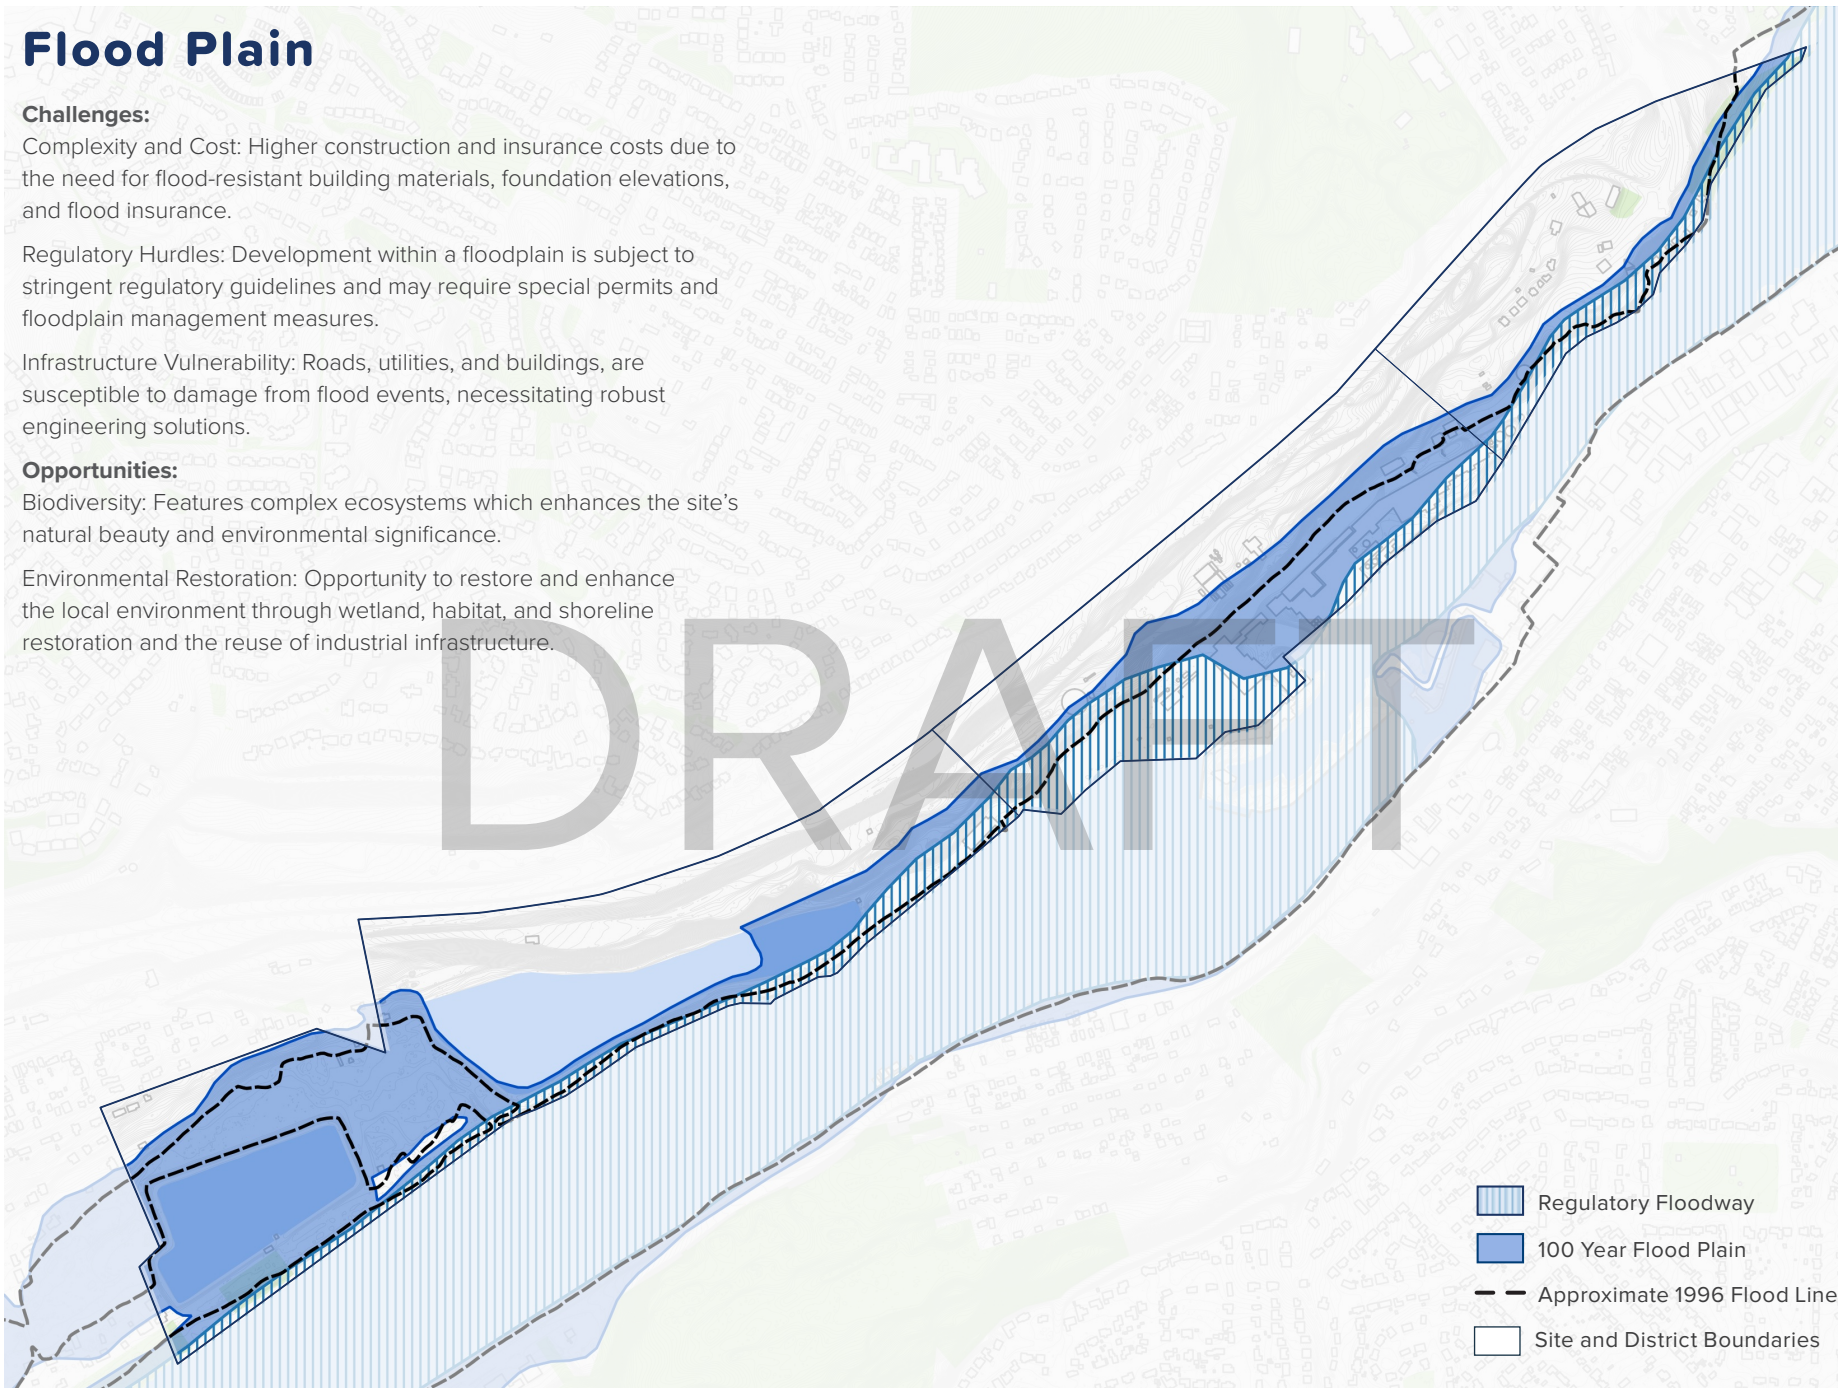 Flood Plain
Challenges:
Complexity and Cost: Higher construction and insurance costs due to
the need for flood-resistant building materials, foundation elevations,
and flood insurance.
Regulatory Hurdles: Development within a floodplain is subject to
stringent regulatory guidelines and may require special permits and
floodplain management measures.
Infrastructure Vulnerability: Roads, utilities, and buildings, are
susceptible to damage from flood events, necessitating robust
engineering solutions.
Opportunities:
Biodiversity: Features complex ecosystems which enhances the site's
natural beauty and environmental significance.
Environmental Restoration: Opportunity to restore and enhance
the local environment through wetland, habitat, and shoreline
restoration and the reuse of industrial infrastructure.
DRAFT
Regulatory Floodway
100 Year Flood Plain
Approximate 1996 Flood Line
Site and District Boundaries